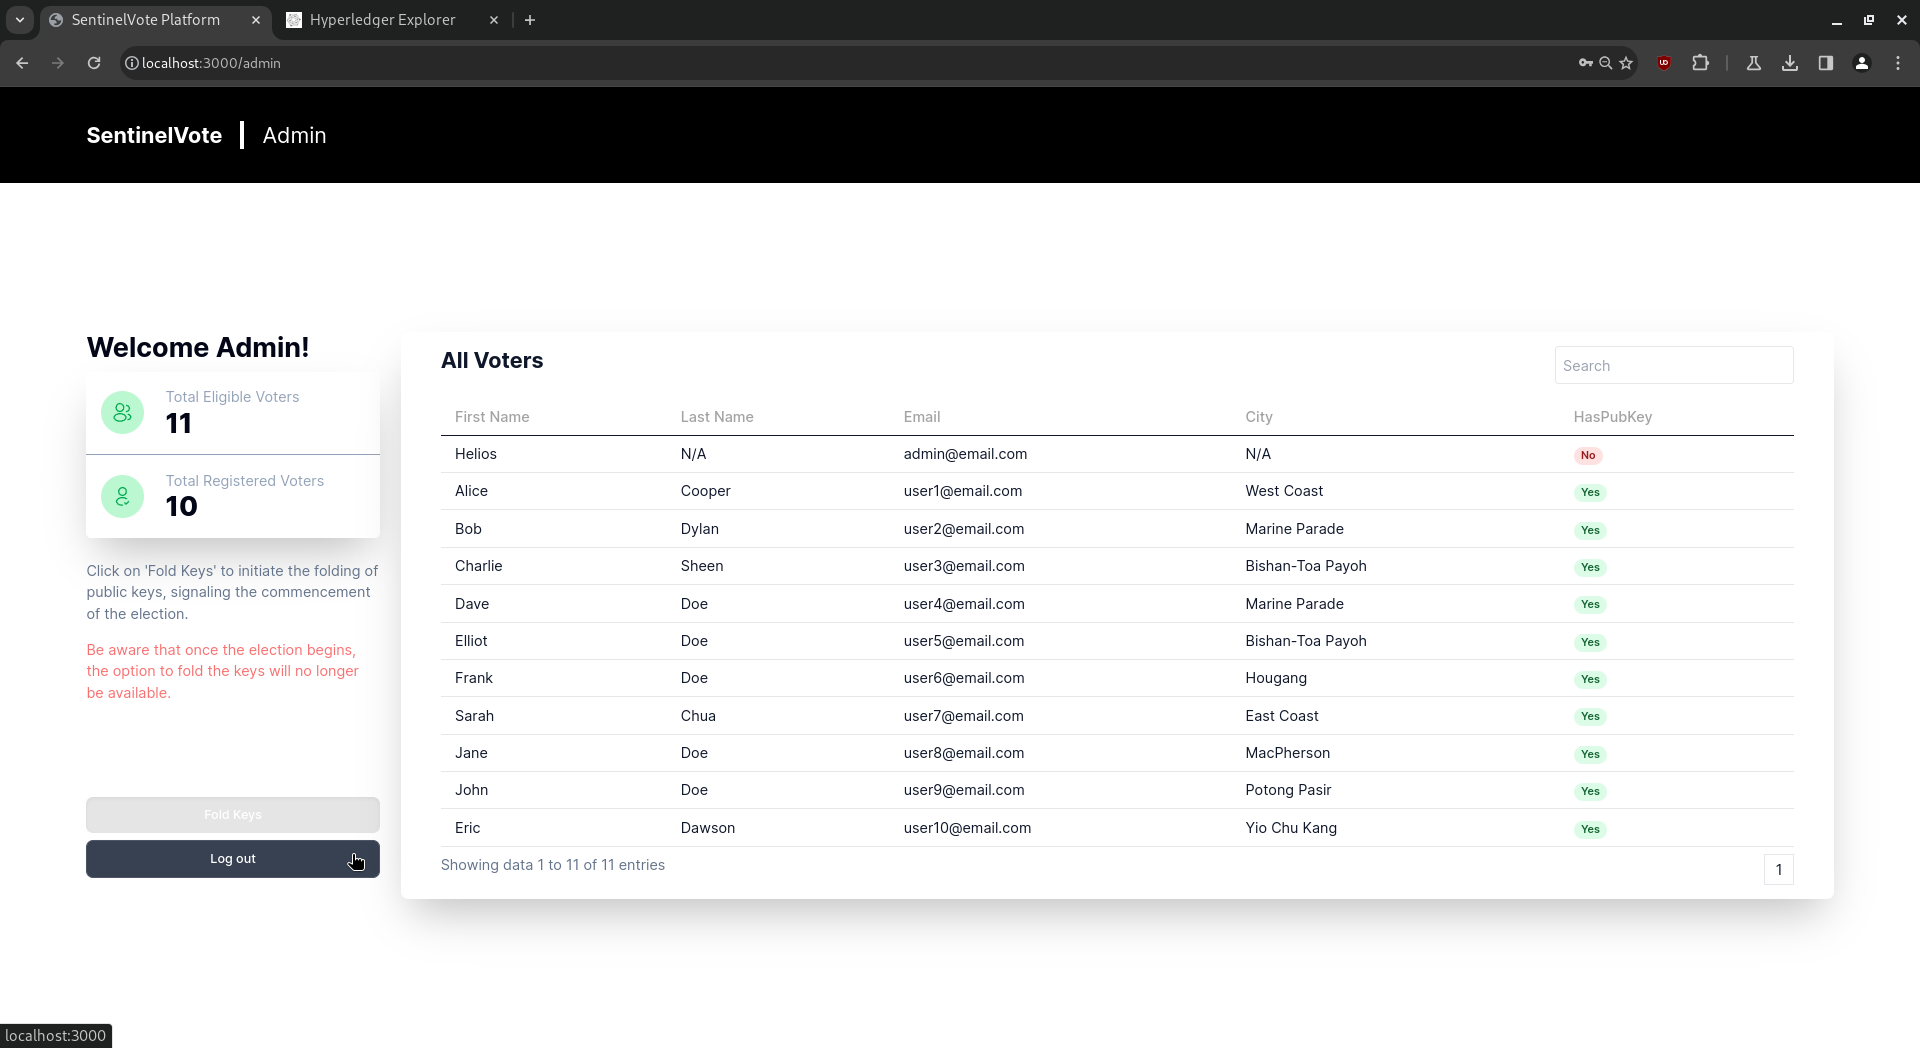 SentinelVote Platform
Hyperledger Explorer
localhost:3000/admin
SentinelVote | Admin
Welcome Admin!
Total Eligible Voters
11
Total Registered Voters
10
Click on 'Fold Keys' to initiate the folding of
public keys, signaling the commencement
of the election.
Be aware that once the election begins,
the option to fold the keys will no longer
be available.
Fold Keys
Log out
All Voters
Search
First Name Last Name Email City HasPubKey
Helios N/A admin@email.com N/A No
Alice Cooper user1@email.com West Coast Yes
Bob Dylan user2@email.com Marine Parade Yes
Charlie Sheen user3@email.com Bishan-Toa Payoh Yes
Dave Doe user4@email.com Marine Parade Yes
Elliot Doe user5@email.com Bishan-Toa Payoh Yes
Frank Doe user6@email.com Hougang Yes
Sarah Chua user7@email.com East Coast Yes
Jane Doe user8@email.com MacPherson Yes
John Doe user9@email.com Potong Pasir Yes
Eric Dawson user10@email.com Yio Chu Kang Yes
Showing data 1 to 11 of 11 entries
1
localhost:3000